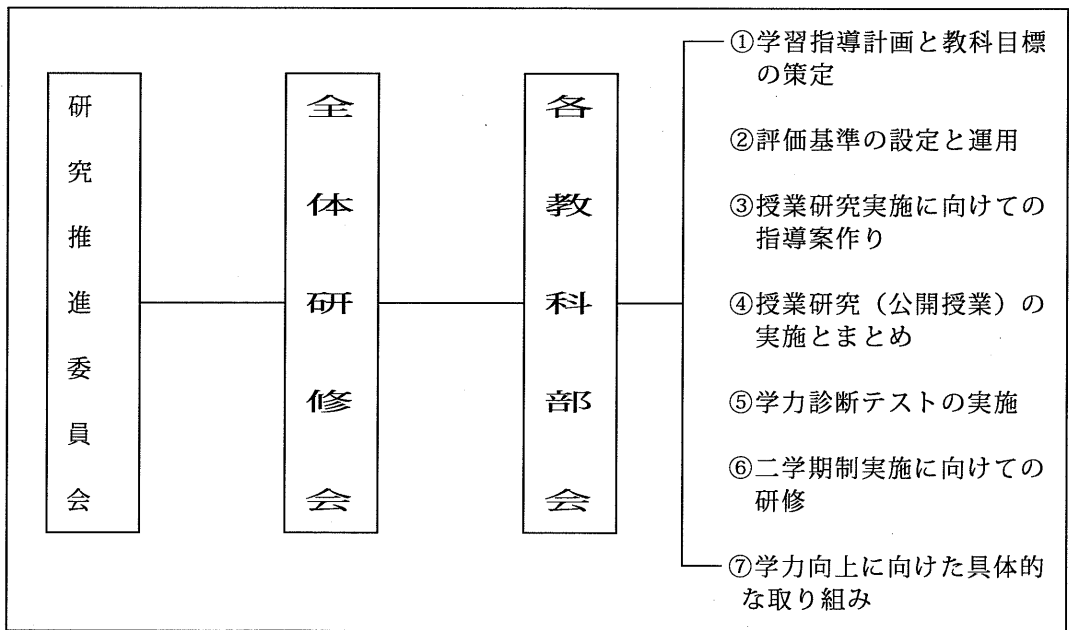 研究推進委員会
全体研修会
各教科部会
①学習指導計画と教科目標
の策定
②評価基準の設定と運用
③授業研究実施に向けての
指導案作り
④授業研究（公開授業）の
実施とまとめ
⑤学力診断テストの実施
⑥二学期制実施に向けての
研修
⑦学力向上に向けた具体的
な取り組み